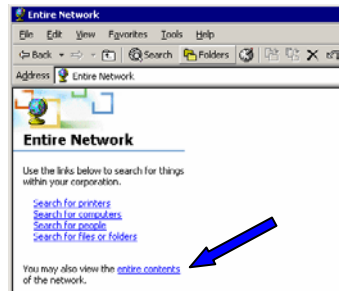 Entire Network
File Edit View Favorites Tools Help
Back Search Folders
Address Entire Network
Entire Network
Use the links below to search for things
within your corporation.
Search for printers
Search for computers
Search for people
Search for files or folders
You may also view the entire contents
of the network.